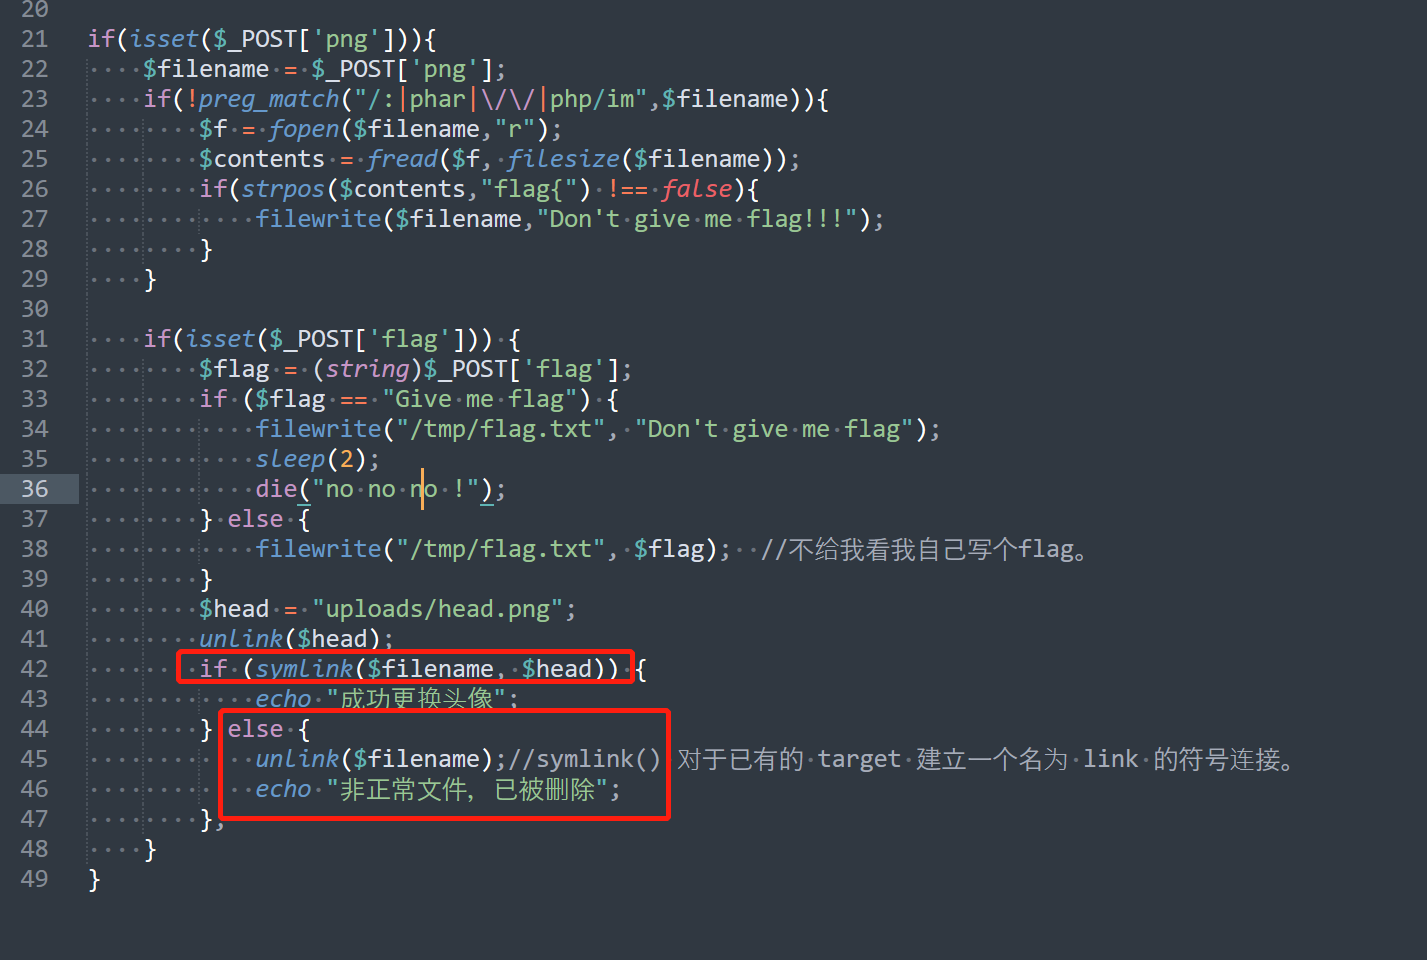 20
21 if(isset($_POST['png'])){
22 $filename = $_POST['png'];
23 if(!preg_match("/:|phar|\/\/|php/im",$filename)){
24 $f = fopen($filename,"r");
25 $contents = fread($f, filesize($filename));
26 if(strpos($contents,"flag{") !== false){
27 filewrite($filename,"Don't give me flag!!!");
28 }
29 }
30
31 if(isset($_POST['flag'])) {
32 $flag = (string)$_POST['flag'];
33 if ($flag == "Give me flag") {
34 filewrite("/tmp/flag.txt", "Don't give me flag");
35 sleep(2);
36 die("no no no !");
37 } else {
38 filewrite("/tmp/flag.txt", $flag); //不给我看我自己写个flag。
39 }
40 $head = "uploads/head.png";
41 unlink($head);
42 if (symlink($filename, $head)) {
43 echo "成功更换头像";
44 } else {
45 unlink($filename);//symlink() 对于已有的 target 建立一个名为 link 的符号连接。
46 echo "非正常文件，已被删除";
47 };
48 }
49 }